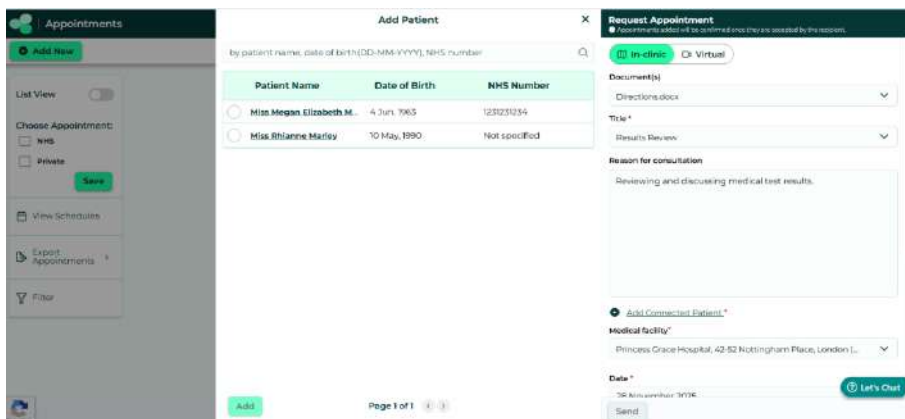 Appointments
Add New
List View
Choose Appointment:
NHS
Private
Save
View Schedules
Export
Appointments
Filter
Add Patient
by patient name, date of birth(DD-MM-YYYY), NHS number
Patient Name Date of Birth NHS Number
Miss Megan Elizabeth M... 4 Jun, 1965 1231231234
Miss Rhianne Marley 10 May, 1990 Not specified
Add
Page 1 of 1
Request Appointment
Appointments added will be confirmed once they are accepted by the recipient.
In-clinic Virtual
Document(s)
Directions.docx
Title *
Results Review
Reason for consultation
Reviewing and discussing medical test results.
Add Connected Patient *
Medical facility*
Princess Grace Hospital, 42-52 Nottingham Place, London (...
Date *
28 November 2025
Let's Chat
Send